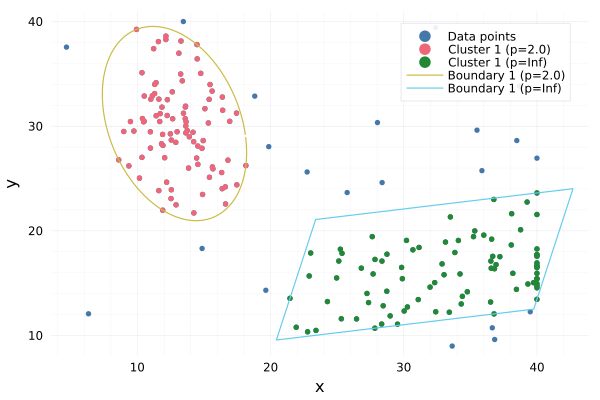 40
30
20
10
y
10
20
30
40
x
Data points
Cluster 1 (p=2.0)
Cluster 1 (p=Inf)
Boundary 1 (p=2.0)
Boundary 1 (p=Inf)